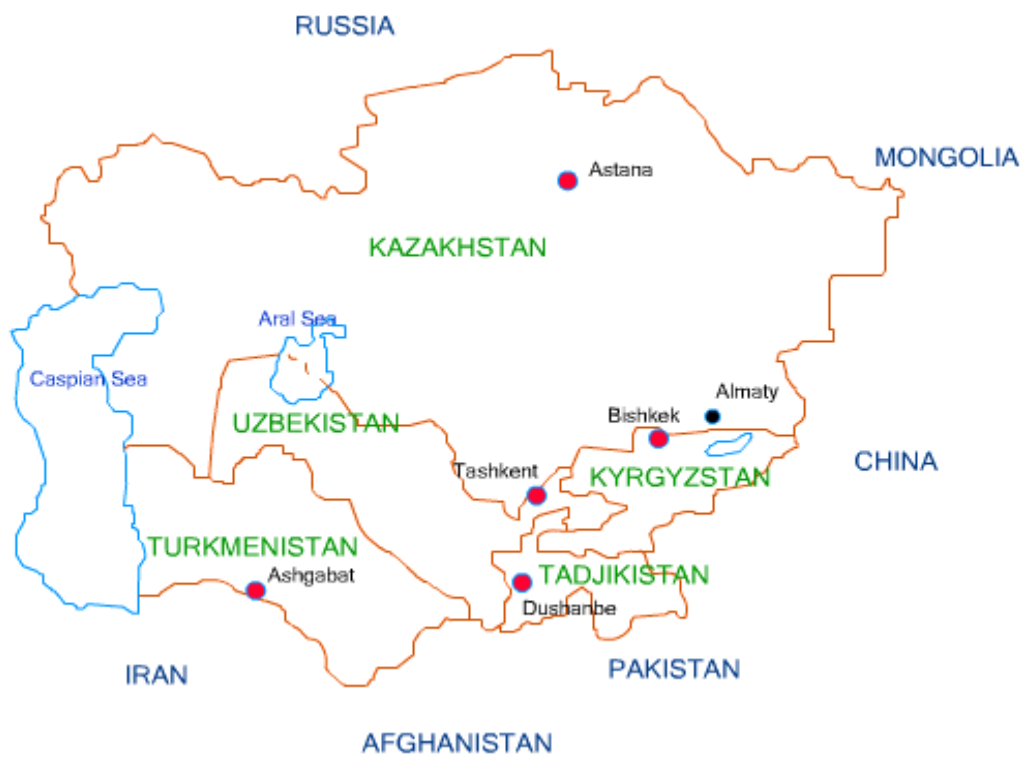 RUSSIA
MONGOLIA
Astana
KAZAKHSTAN
Aral Sea
Caspian Sea
Almaty
Bishkek
UZBEKISTAN
CHINA
Tashkent
KYRGYZSTAN
TURKMENISTAN
Ashgabat
TADJIKISTAN
Dushanbe
IRAN
PAKISTAN
AFGHANISTAN